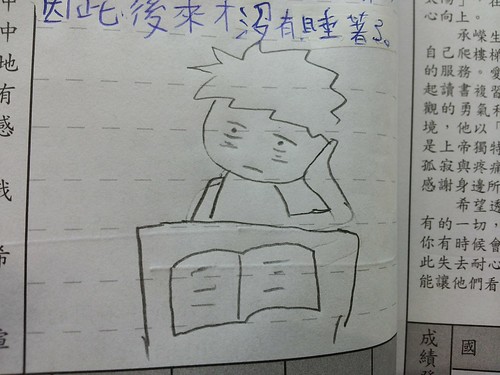 因此後來才沒有睡著了。
中
中
地
有
感
我
希
心向上。
承嶸生
自己爬樓梯
的服務。愛
起讀書複習
觀的勇氣和
境,他以「
是上帝獨特
孤寂與疼痛
感謝身邊所
希望透
有的一切,
你有時候會
此失去耐心
能讓他們看
國
成績